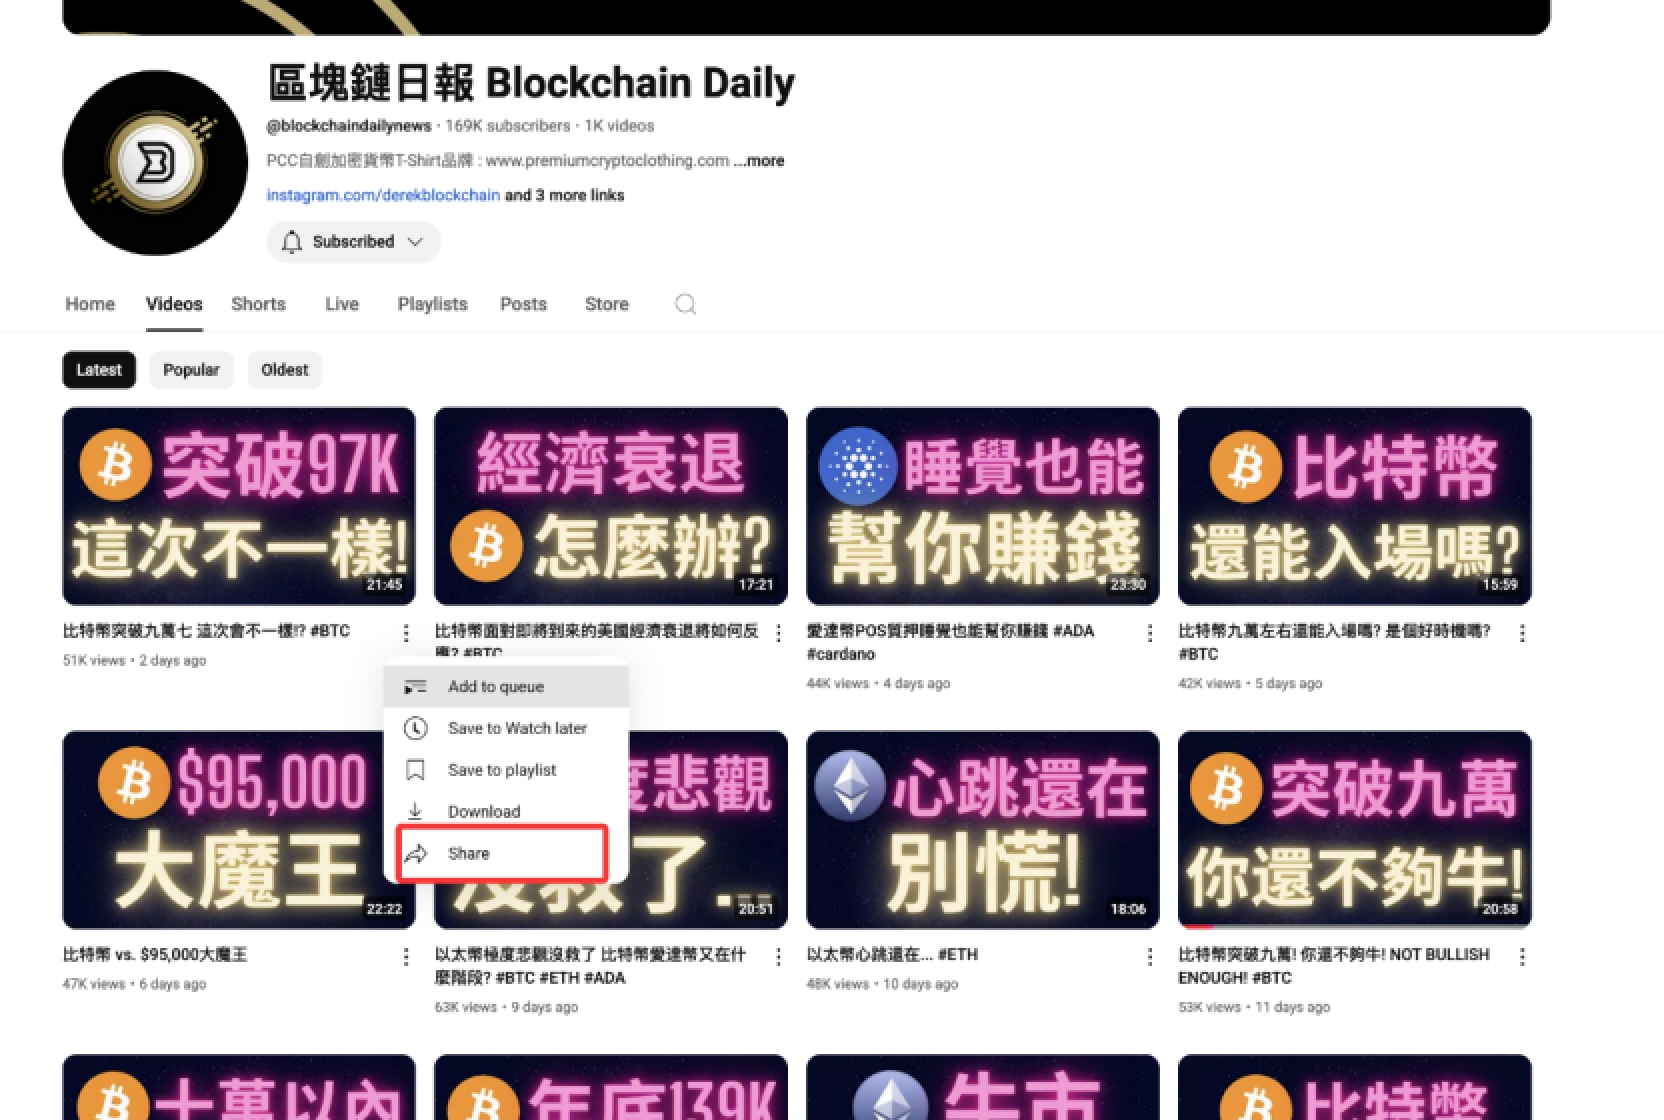 區塊鏈日報 Blockchain Daily
@blockchaindailynews · 169K subscribers · 1K videos
PCC自創加密貨幣T-Shirt品牌 : www.premiumcryptoclothing.com ...more
instagram.com/derekblockchain and 3 more links
Subscribed
Home Videos Shorts Live Playlists Posts Store
Latest Popular Oldest
突破97K
這次不一樣!
21:45
經濟衰退
怎麼辦?
17:21
睡覺也能
幫你賺錢
23:30
比特幣
還能入場嗎?
15:59
比特幣突破九萬七 這次會不一樣!? #BTC
51K views • 2 days ago
比特幣面對即將到來的美國經濟衰退將如何反
應? #BTC
愛達幣POS質押睡覺也能幫你賺錢 #ADA
#cardano
44K views • 4 days ago
比特幣九萬左右還能入場嗎? 是個好時機嗎?
#BTC
42K views • 5 days ago
Add to queue
Save to Watch later
Save to playlist
Download
Share
$95,000
大魔王
22:22
度悲觀
沒救了...
20:51
心跳還在
別慌!
18:06
突破九萬
你還不夠牛!
20:58
比特幣 vs. $95,000大魔王
47K views • 6 days ago
以太幣極度悲觀沒救了 比特幣愛達幣又在什
麼階段? #BTC #ETH #ADA
63K views • 9 days ago
以太幣心跳還在... #ETH
48K views • 10 days ago
比特幣突破九萬! 你還不夠牛! NOT BULLISH
ENOUGH! #BTC
53K views • 11 days ago
十萬以內
年底139K
牛市
比特幣